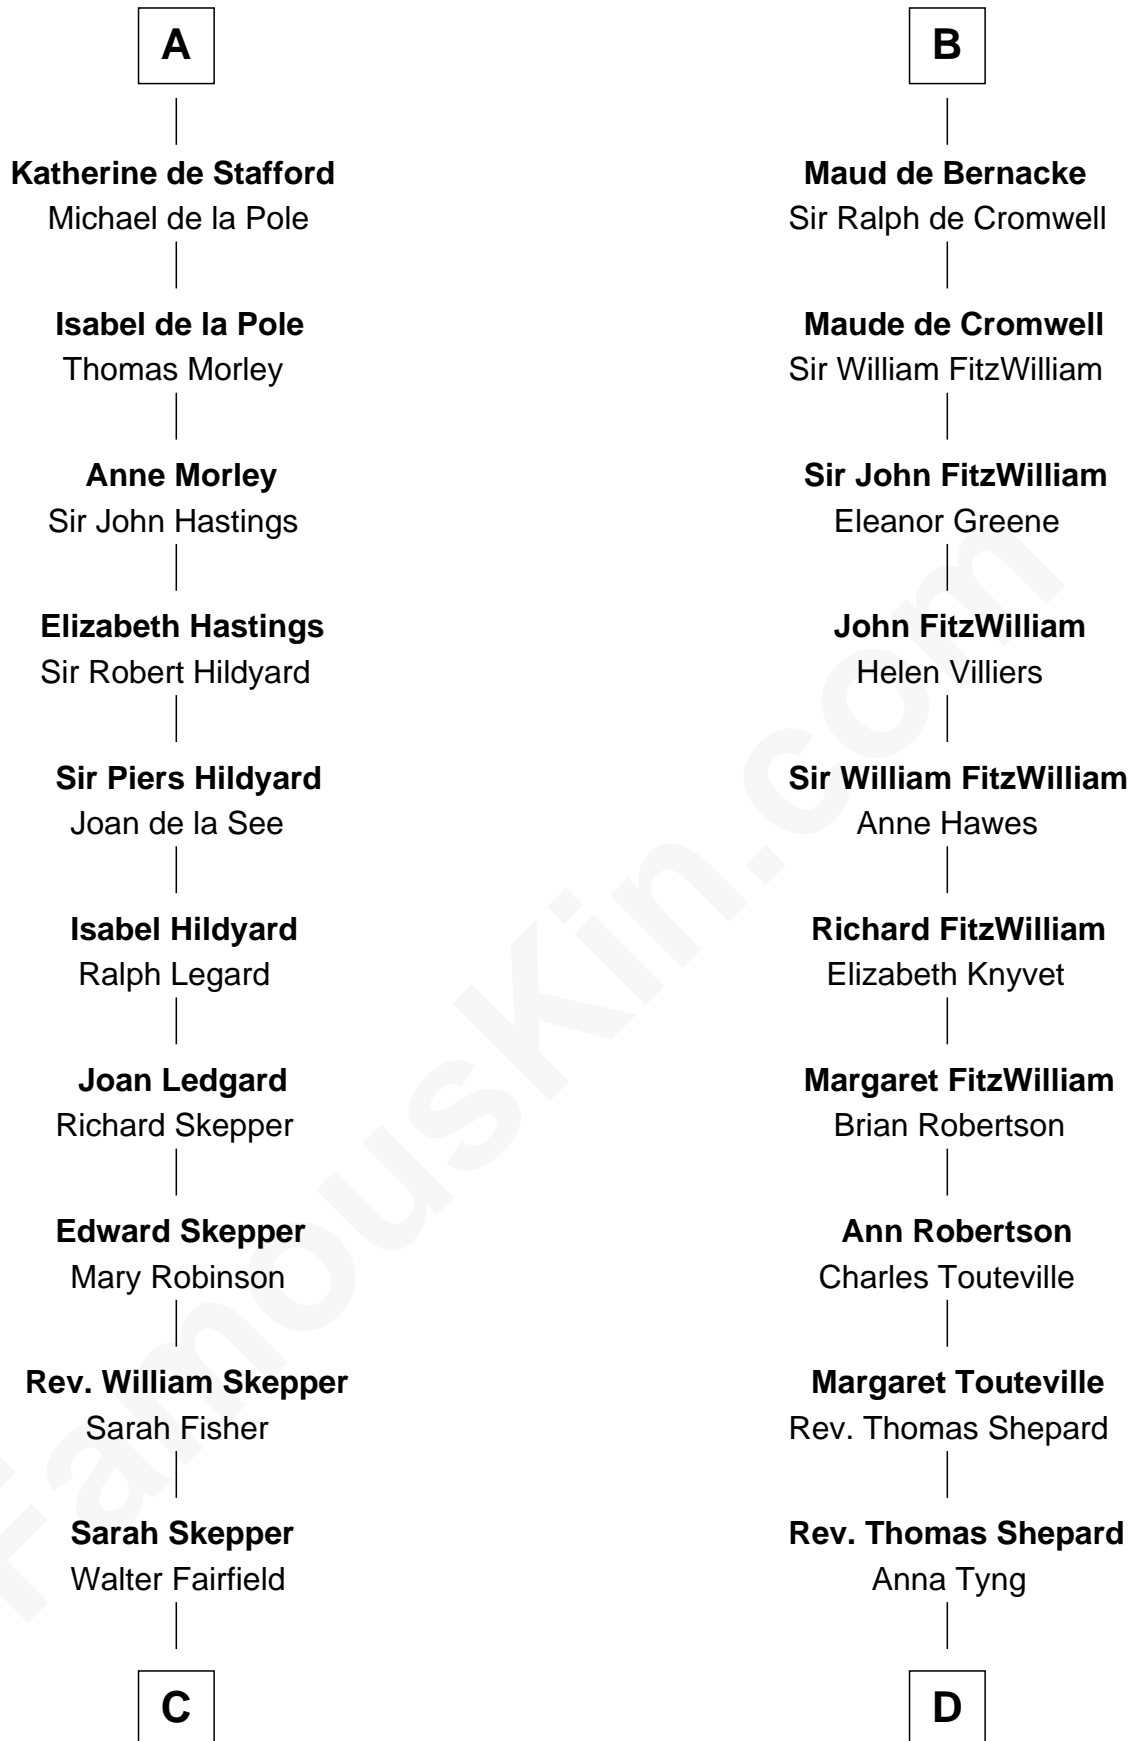 A
Katherine de Stafford
Michael de la Pole
Isabel de la Pole
Thomas Morley
Anne Morley
Sir John Hastings
Elizabeth Hastings
Sir Robert Hildyard
Sir Piers Hildyard
Joan de la See
Isabel Hildyard
Ralph Legard
Joan Ledgard
Richard Skepper
Edward Skepper
Mary Robinson
Rev. William Skepper
Sarah Fisher
Sarah Skepper
Walter Fairfield
C
B
Maud de Bernacke
Sir Ralph de Cromwell
Maude de Cromwell
Sir William FitzWilliam
Sir John FitzWilliam
Eleanor Greene
John FitzWilliam
Helen Villiers
Sir William FitzWilliam
Anne Hawes
Richard FitzWilliam
Elizabeth Knyvet
Margaret FitzWilliam
Brian Robertson
Ann Robertson
Charles Touteville
Margaret Touteville
Rev. Thomas Shepard
Rev. Thomas Shepard
Anna Tyng
D
FamousKin.com